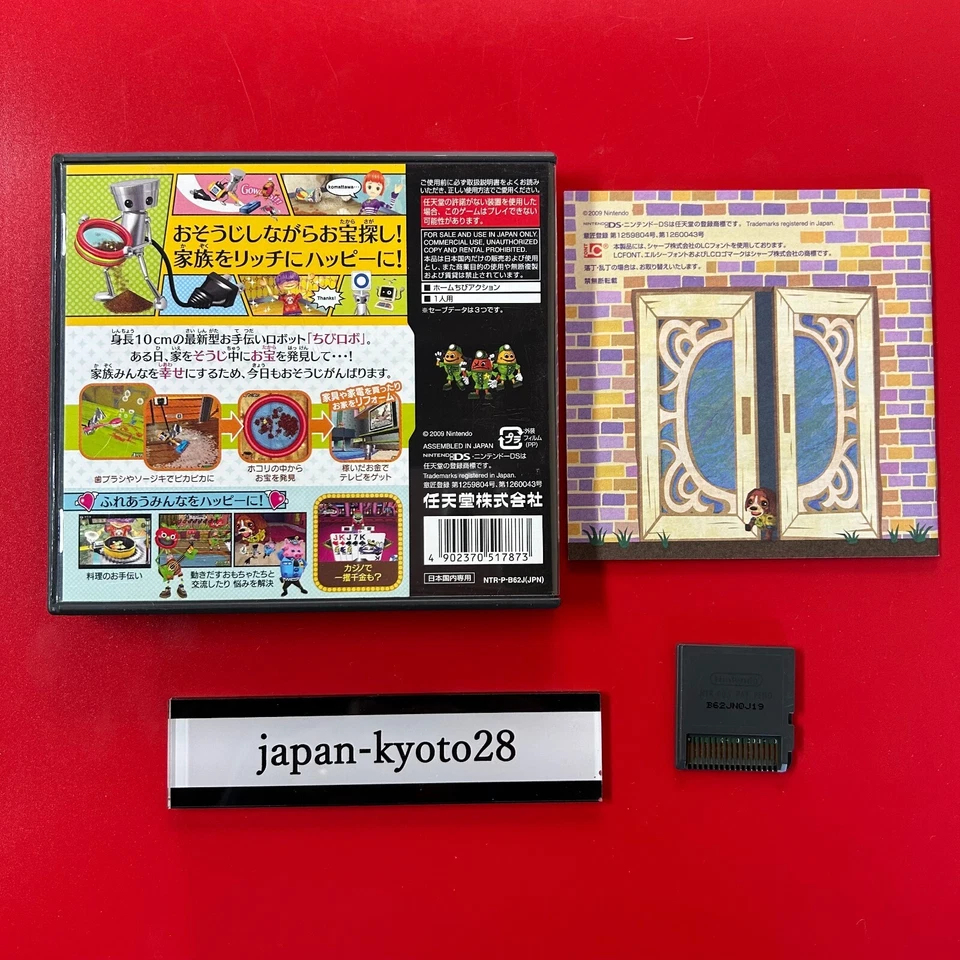 Gow
komattawa…
おそうじしながらお宝探し!
家族をリッチにハッピーに!
Thanks!
身長10cmの最新型お手伝いロボット「ちびロボ」。
ある日、家をそうじ中にお宝を発見して・・・!
家族みんなを幸せにするため、今日もおそうじがんばります。
家具や家電を買ったり
お家をリフォーム
歯ブラシやソージキでピカピカに
ホコリの中から
お宝を発見
稼いだお金で
テレビをゲット
ふれあうみんなをハッピーに!
料理のお手伝い
動きだすおもちゃたちと
交流したり 悩みを解決
JKJ7K
カジノで
一攫千金も?
ご使用前に必ず取扱説明書をよくお読み
いただき、正しい使用方法でご愛用ください。
任天堂の許諾がない装置を使用した
場合、このゲームはプレイできない
可能性があります。
FOR SALE AND USE IN JAPAN ONLY.
COMMERCIAL USE, UNAUTHORIZED
COPY AND RENTAL PROHIBITED.
本品は日本国内だけの販売および使用
とし、また商業目的の使用や無断複製
および賃貸は禁止されています。
■ ホームちびアクション
■ 1人用
※セーブデータは3つです。
© 2009 Nintendo
ASSEMBLED IN JAPAN
NINTENDO DS・ニンテンドーDSは
任天堂の登録商標です。
Trademarks registered in Japan.
意匠登録 第1259804号、第1260043号
プラ
外装
フィルム
(PP)
任天堂株式会社
4 902370 517873
日本国内専用
NTR-P-B62J(JPN)
© 2009 Nintendo
NINTENDO DS・ニンテンドーDSは任天堂の登録商標です。 Trademarks registered in Japan.
意匠登録 第1259804号、第1260043号
LC 本製品には、シャープ株式会社のLCフォントを使用しております。
LCFONT、エルシーフォントおよびLCロゴマークはシャープ株式会社の商標です。
落丁・乱丁の場合は、お取り替えいたします。
禁無断転載
Nintendo
B62JN0J19
japan-kyoto28